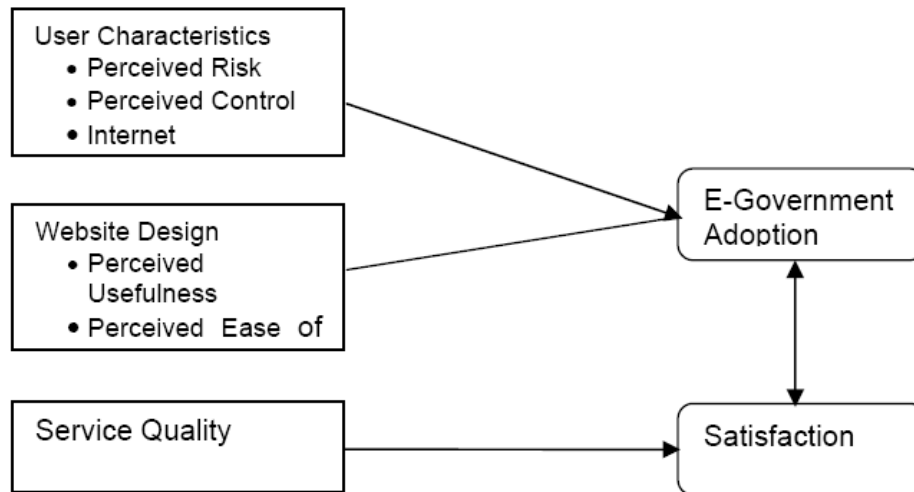 User Characteristics
• Perceived Risk
• Perceived Control
• Internet
Website Design
• Perceived
Usefulness
• Perceived Ease of
Service Quality
E-Government
Adoption
Satisfaction